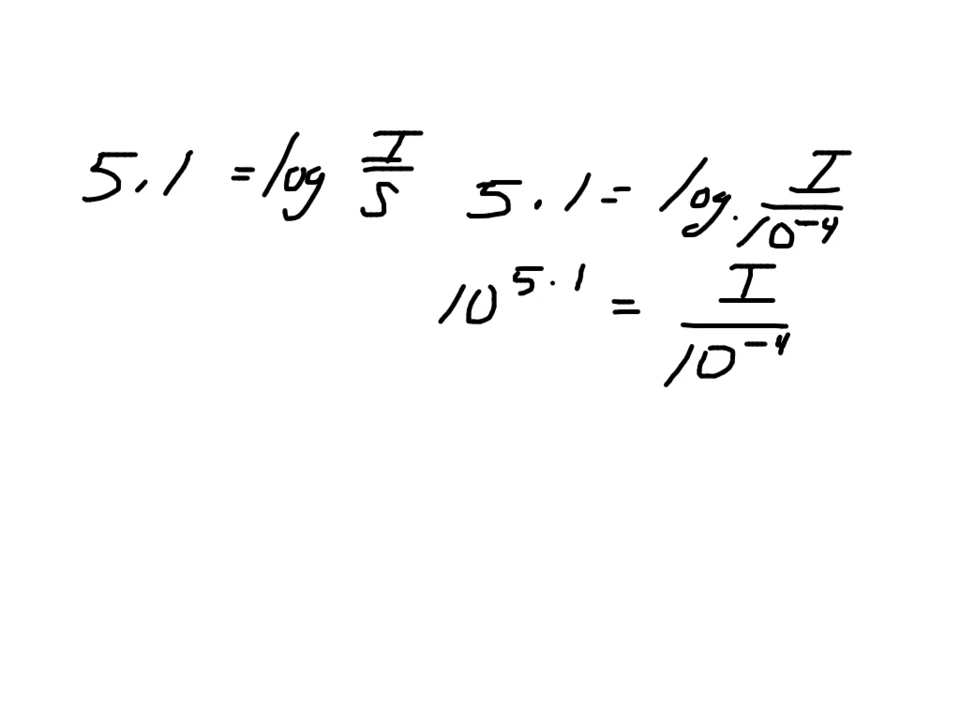 5.1 = log I/S
5.1 = log. I/10^-4
10^5.1 = I/10^-4